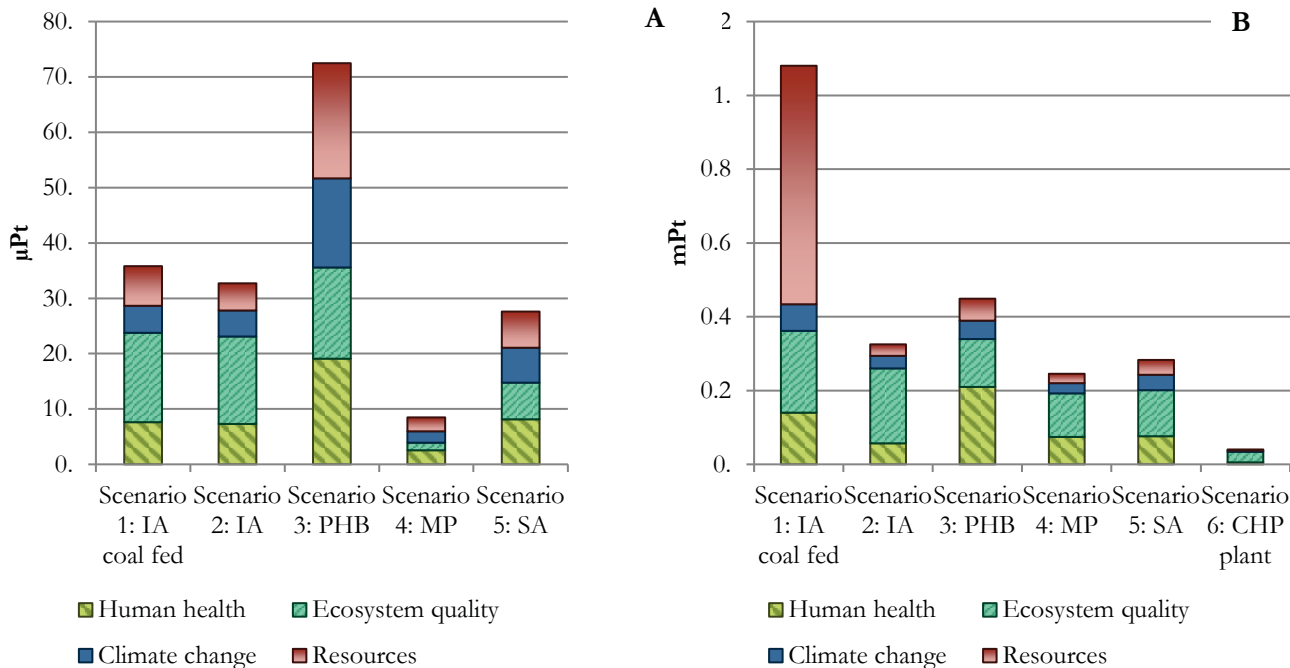 A
80.
70.
60.
50.
40.
30.
20.
10.
0.
µPt
Scenario Scenario Scenario Scenario Scenario
1: IA 2: IA 3: PHB 4: MP 5: SA
coal fed
Human health Ecosystem quality
Climate change Resources
B
2
1.
0.8
0.6
0.4
0.2
0.
mPt
Scenario Scenario Scenario Scenario Scenario Scenario
1: IA 2: IA 3: PHB 4: MP 5: SA 6: CHP
coal fed plant
Human health Ecosystem quality
Climate change Resources